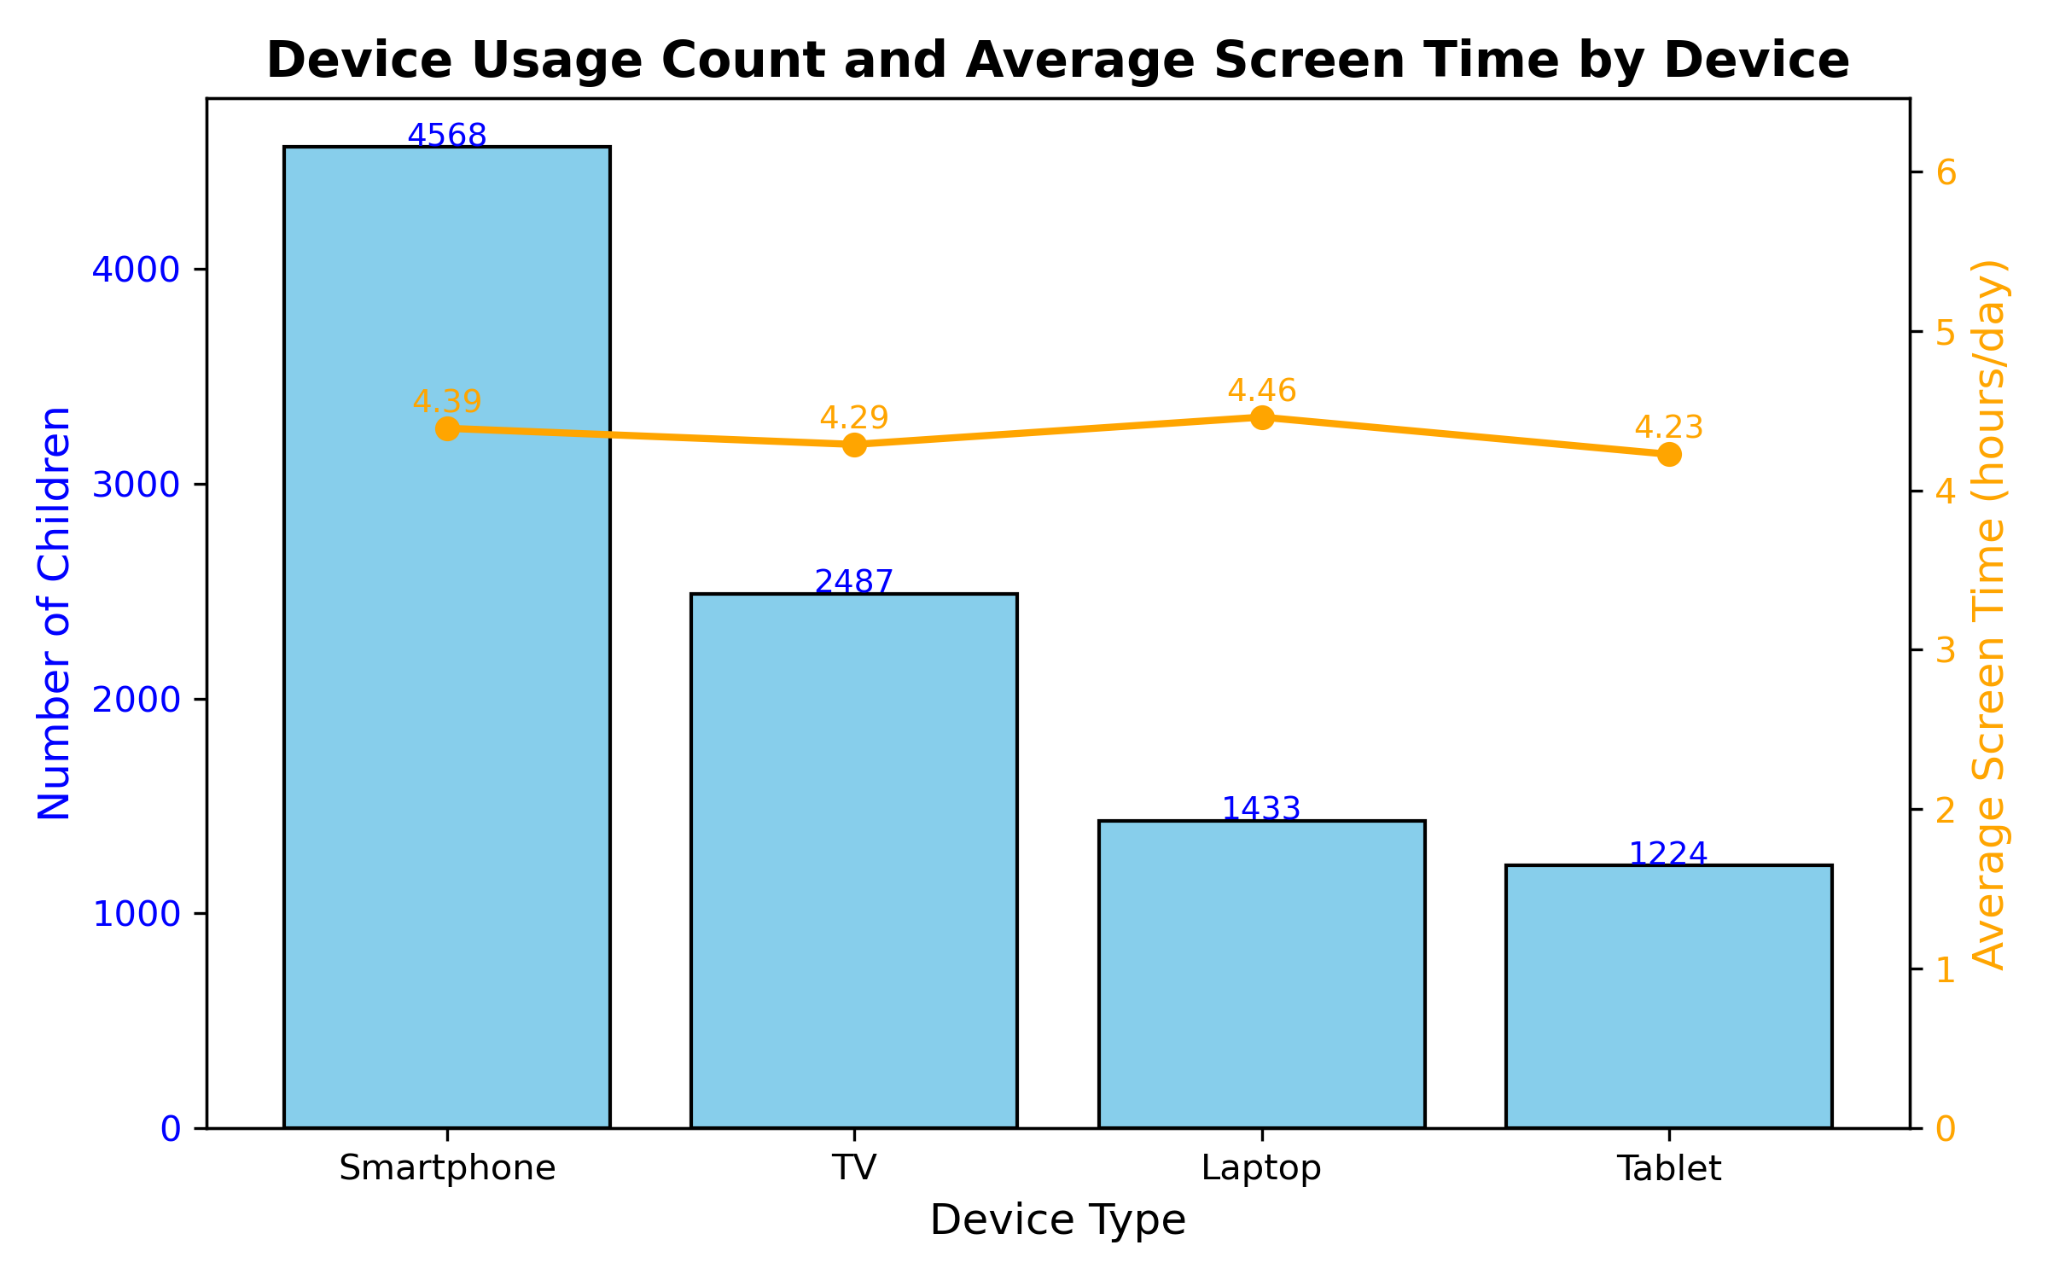 Device Usage Count and Average Screen Time by Device
Number of Children
4000
3000
2000
1000
0
4568
2487
1433
1224
4.39
4.29
4.46
4.23
6
5
4
3
2
1
0
Average Screen Time (hours/day)
Smartphone
TV
Laptop
Tablet
Device Type